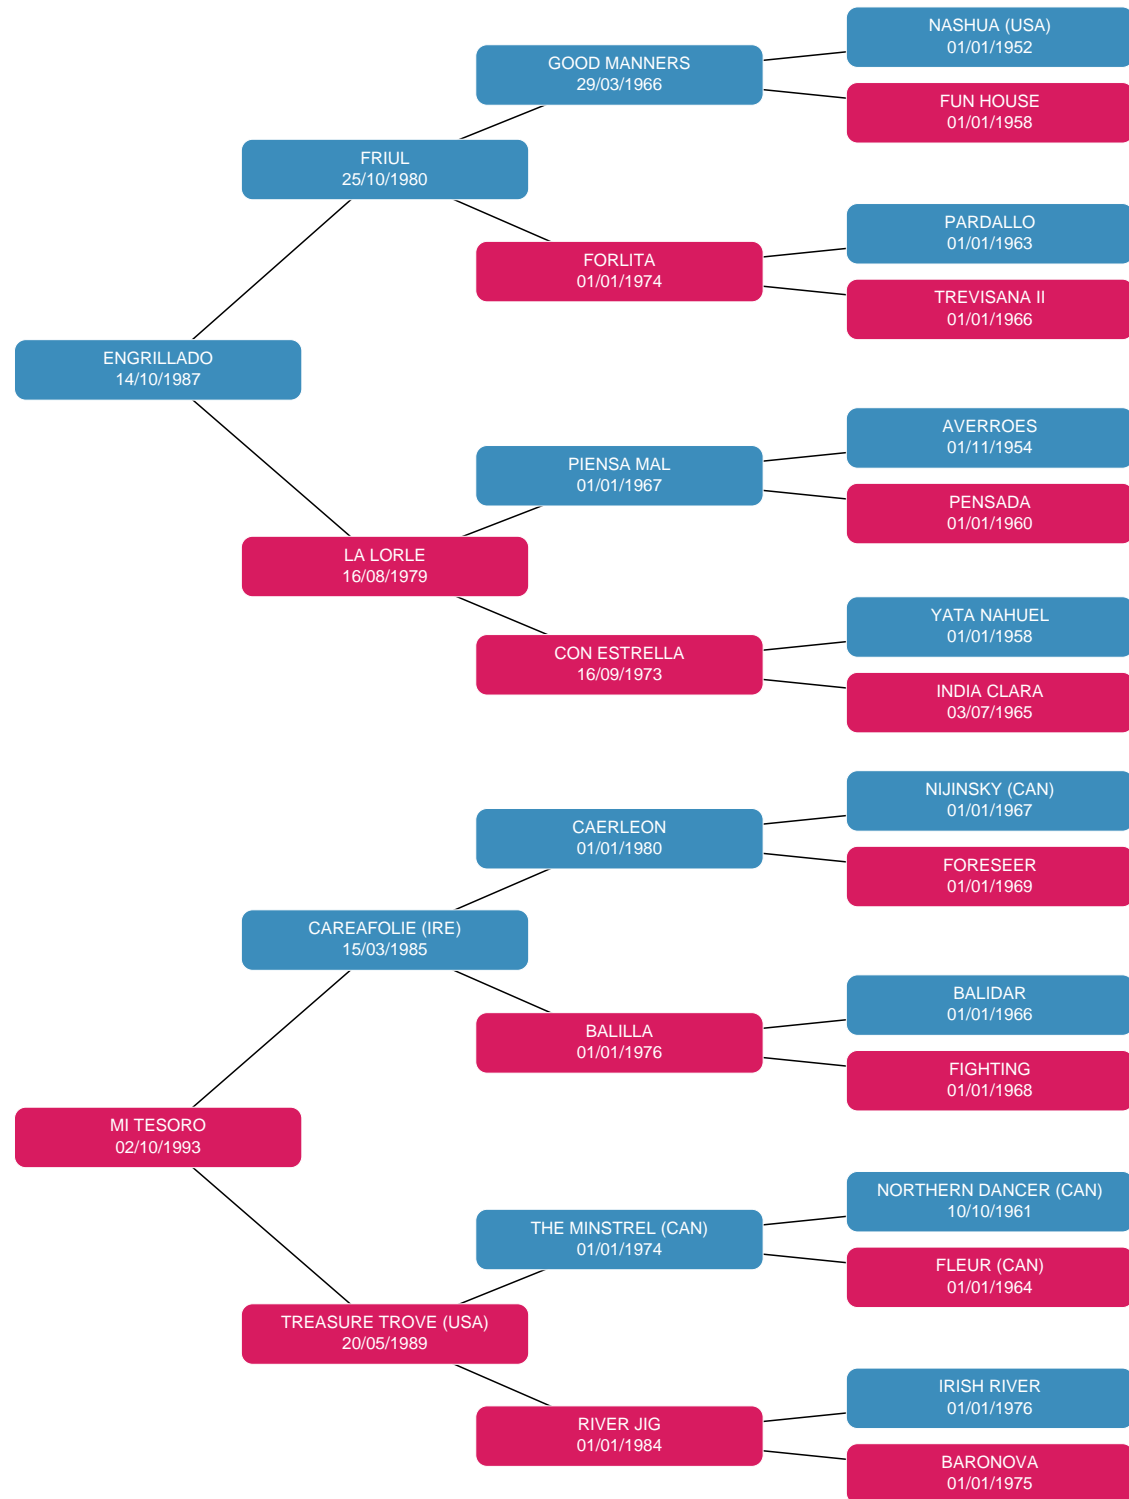 NASHUA (USA)
01/01/1952
GOOD MANNERS
29/03/1966
FUN HOUSE
01/01/1958
FRIUL
25/10/1980
PARDALLO
01/01/1963
FORLITA
01/01/1974
TREVISANA II
01/01/1966
ENGRILLADO
14/10/1987
AVERROES
01/11/1954
PIENSA MAL
01/01/1967
PENSADA
01/01/1960
LA LORLE
16/08/1979
YATA NAHUEL
01/01/1958
CON ESTRELLA
16/09/1973
INDIA CLARA
03/07/1965
NIJINSKY (CAN)
01/01/1967
CAERLEON
01/01/1980
FORESEER
01/01/1969
CAREAFOLIE (IRE)
15/03/1985
BALIDAR
01/01/1966
BALILLA
01/01/1976
FIGHTING
01/01/1968
MI TESORO
02/10/1993
NORTHERN DANCER (CAN)
10/10/1961
THE MINSTREL (CAN)
01/01/1974
FLEUR (CAN)
01/01/1964
TREASURE TROVE (USA)
20/05/1989
IRISH RIVER
01/01/1976
RIVER JIG
01/01/1984
BARONOVA
01/01/1975